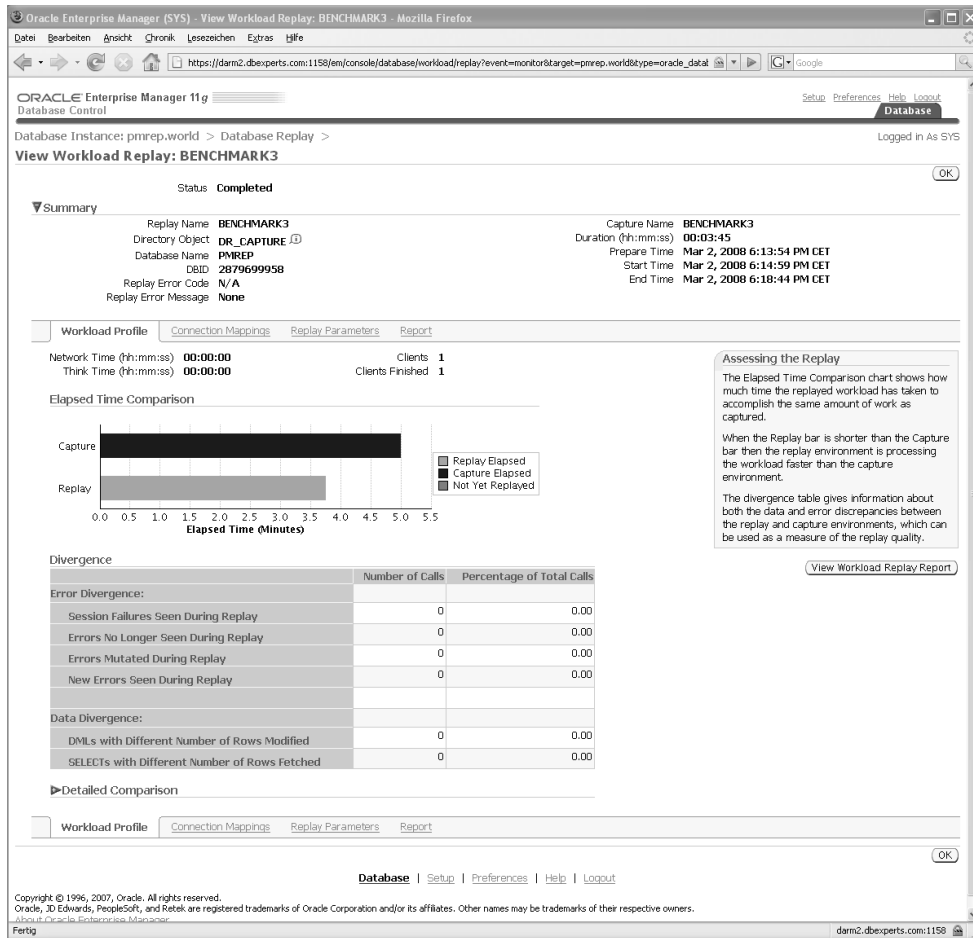 Oracle Enterprise Manager (SYS) - View Workload Replay: BENCHMARK3 - Mozilla Firefox
Datei Bearbeiten Ansicht Chronik Lesezeichen Extras Hilfe
https://darm2.dbexperts.com:1158/em/console/database/workload/replay?event=monitor&target=pmrep.world&type=oracle_datal
G Google
ORACLE Enterprise Manager 11g
Database Control
Setup Preferences Help Logout
Database
Database Instance: pmrep.world > Database Replay >
Logged in As SYS
View Workload Replay: BENCHMARK3
OK
Status Completed
Summary
Replay Name BENCHMARK3
Directory Object DR_CAPTURE
Database Name PMREP
DBID 2879699958
Replay Error Code N/A
Replay Error Message None
Capture Name BENCHMARK3
Duration (hh:mm:ss) 00:03:45
Prepare Time Mar 2, 2008 6:13:54 PM CET
Start Time Mar 2, 2008 6:14:59 PM CET
End Time Mar 2, 2008 6:18:44 PM CET
Workload Profile Connection Mappings Replay Parameters Report
Network Time (hh:mm:ss) 00:00:00
Think Time (hh:mm:ss) 00:00:00
Clients 1
Clients Finished 1
Elapsed Time Comparison
Capture
Replay
0.0 0.5 1.0 1.5 2.0 2.5 3.0 3.5 4.0 4.5 5.0 5.5
Elapsed Time (Minutes)
Replay Elapsed
Capture Elapsed
Not Yet Replayed
Assessing the Replay
The Elapsed Time Comparison chart shows how
much time the replayed workload has taken to
accomplish the same amount of work as
captured.
When the Replay bar is shorter than the Capture
bar then the replay environment is processing
the workload faster than the capture
environment.
The divergence table gives information about
both the data and error discrepancies between
the replay and capture environments, which can
be used as a measure of the replay quality.
View Workload Replay Report
Divergence
Number of Calls Percentage of Total Calls
Error Divergence:
Session Failures Seen During Replay 0 0.00
Errors No Longer Seen During Replay 0 0.00
Errors Mutated During Replay 0 0.00
New Errors Seen During Replay 0 0.00
Data Divergence:
DMLs with Different Number of Rows Modified 0 0.00
SELECTs with Different Number of Rows Fetched 0 0.00
Detailed Comparison
Workload Profile Connection Mappings Replay Parameters Report
OK
Database | Setup | Preferences | Help | Logout
Copyright © 1996, 2007, Oracle. All rights reserved.
Oracle, JD Edwards, PeopleSoft, and Retek are registered trademarks of Oracle Corporation and/or its affiliates. Other names may be trademarks of their respective owners.
About Oracle Enterprise Manager
Fertig
darm2.dbexperts.com:1158